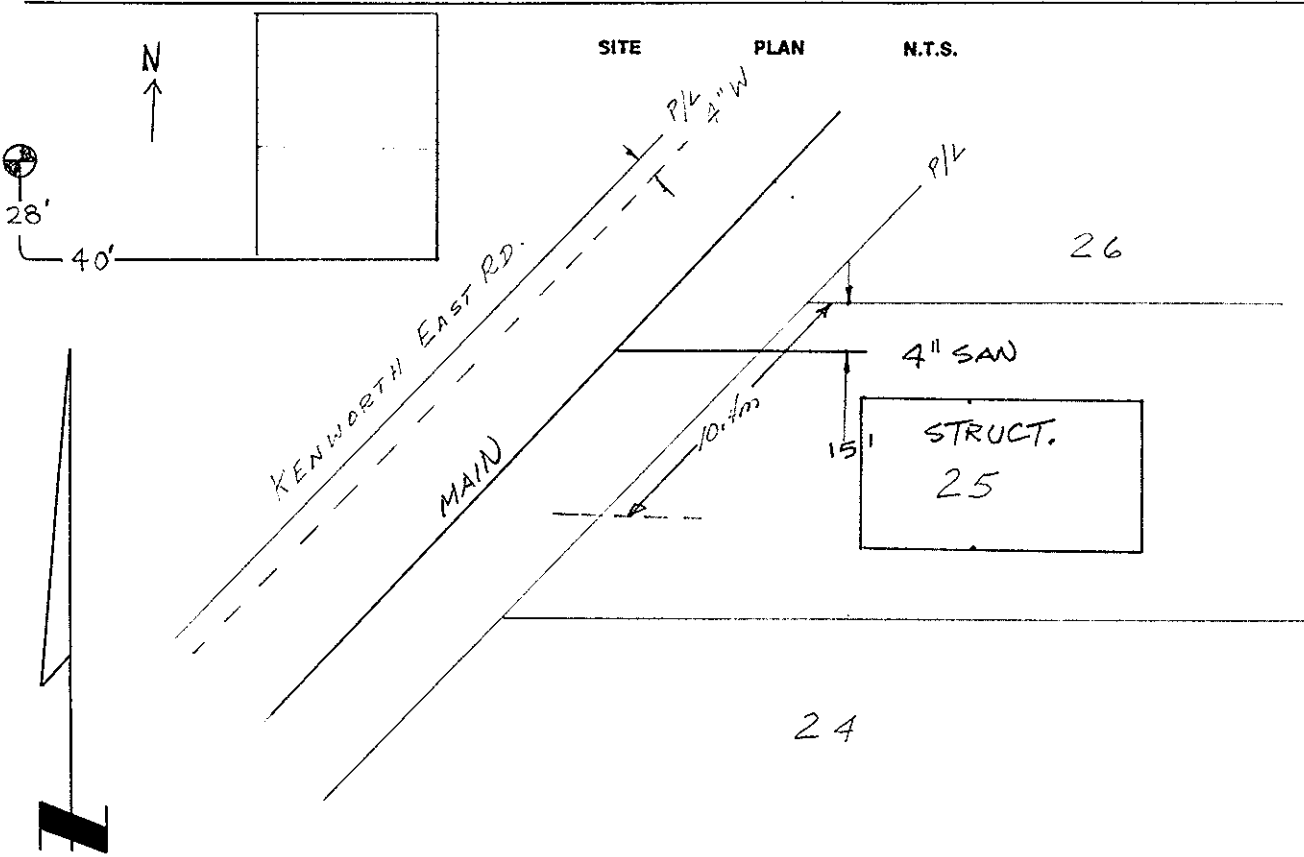 SITE PLAN N.T.S.
N
P/L
4" W
P/L
28'
40'
26
KENWORTH EAST RD.
4" SAN
MAIN
15'
STRUCT.
25
24